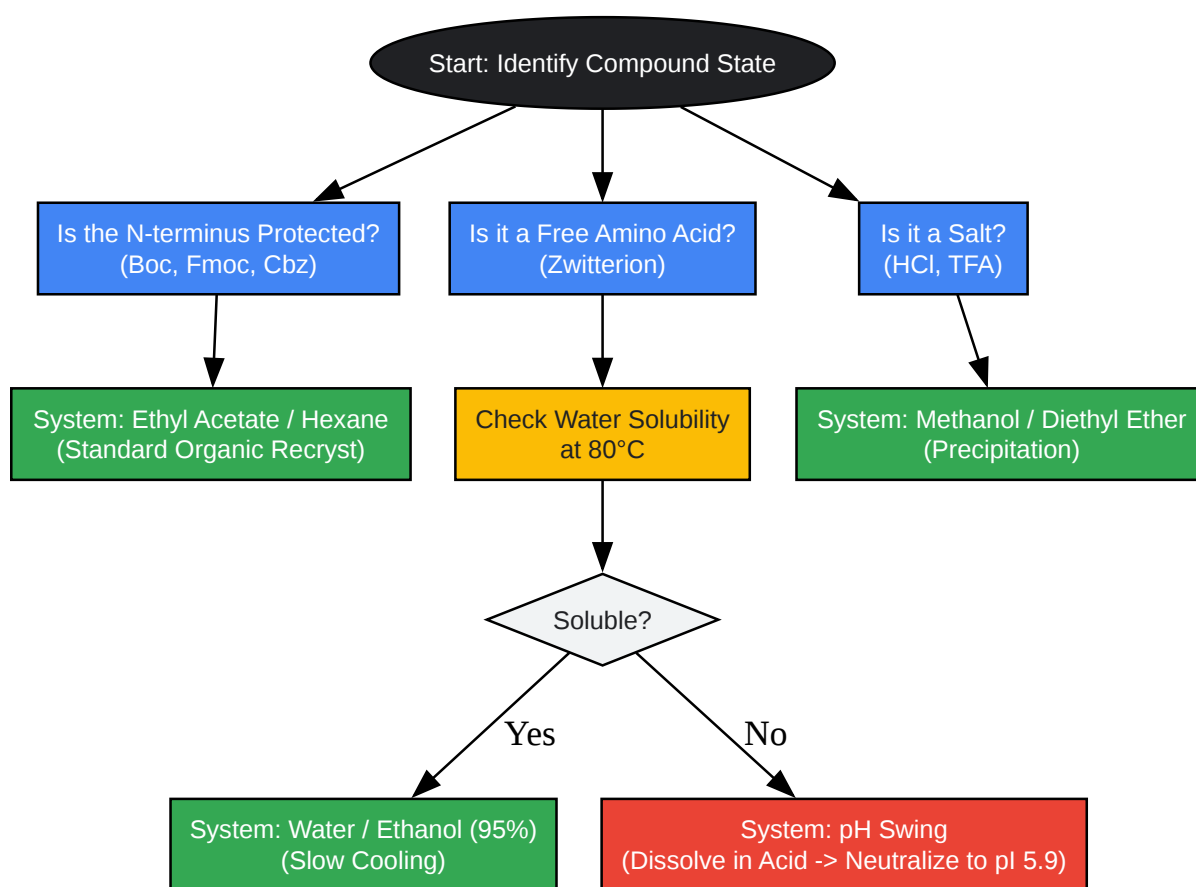 Start: Identify Compound State
Is the N-terminus Protected?
(Boc, Fmoc, Cbz)
Is it a Free Amino Acid?
(Zwitterion)
Is it a Salt?
(HCl, TFA)
System: Ethyl Acetate / Hexane
(Standard Organic Recryst)
Check Water Solubility
at 80°C
System: Methanol / Diethyl Ether
(Precipitation)
Soluble?
Yes
No
System: Water / Ethanol (95%)
(Slow Cooling)
System: pH Swing
(Dissolve in Acid -> Neutralize to pI 5.9)